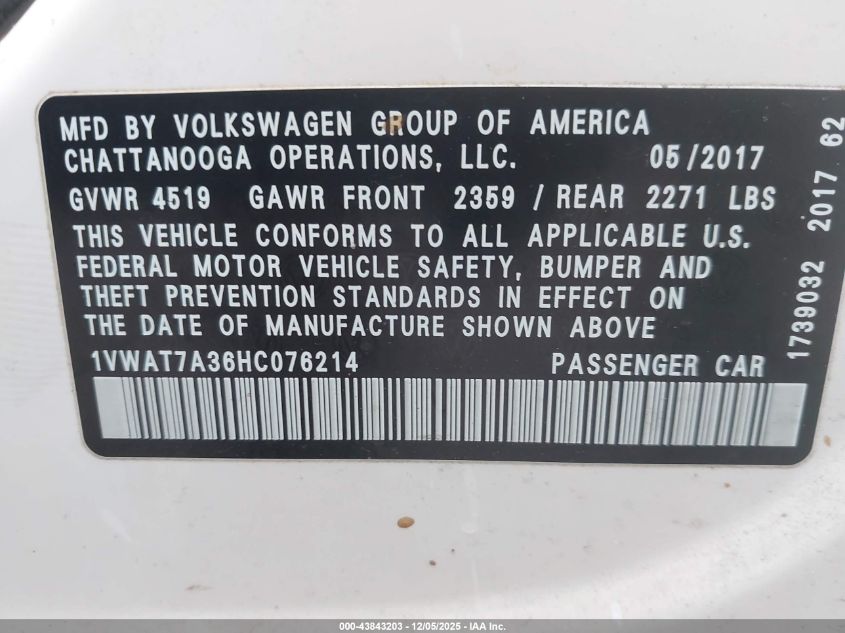 MFD BY VOLKSWAGEN GROUP OF AMERICA
CHATTANOOGA OPERATIONS, LLC. 05/2017
GVWR 4519 GAWR FRONT 2359 / REAR 2271 LBS
THIS VEHICLE CONFORMS TO ALL APPLICABLE U.S.
FEDERAL MOTOR VEHICLE SAFETY, BUMPER AND
THEFT PREVENTION STANDARDS IN EFFECT ON
THE DATE OF MANUFACTURE SHOWN ABOVE
1VWAT7A36HC076214 PASSENGER CAR
1739032 2017 62
000-43843203 - 12/05/2025 - IAA Inc.